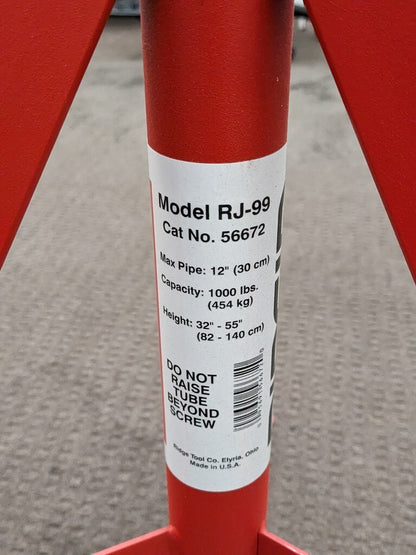 Model RJ-99
Cat No. 56672
Max Pipe: 12" (30 cm)
Capacity: 1000 lbs.
(454 kg)
Height: 32" - 55"
(82 - 140 cm)
DO NOT
RAISE
TUBE
BEYOND
SCREW
Ridge Tool Co. Elyria, Ohio
Made in U.S.A.